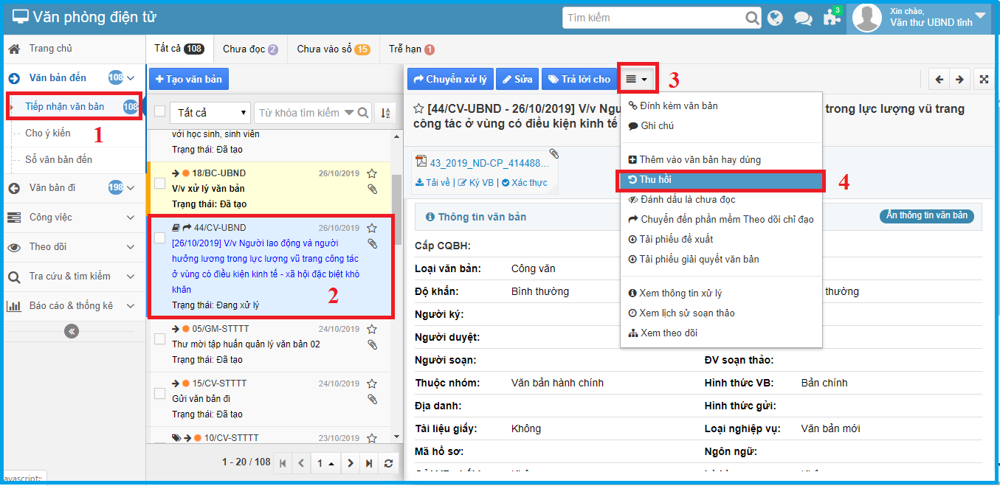 Văn phòng điện tử
Tìm kiếm
3
Xin chào,
Văn thư UBND tỉnh
Trang chủ
Văn bản đến 108
Tiếp nhận văn bản 108
1
Cho ý kiến
Sổ văn bản đến
Văn bản đi 198
Công việc
Theo dõi
Tra cứu & tìm kiếm
Báo cáo & thống kê
Tất cả 108
Chưa đọc 2
Chưa vào sổ 15
Trễ hạn 1
Tạo văn bản
Tất cả
Từ khóa tìm kiếm
với học sinh, sinh viên
Trạng thái: Đã tạo
18/BC-UBND 26/10/2019
V/v xử lý văn bản
Trạng thái: Đã tạo
44/CV-UBND 26/10/2019
[26/10/2019] V/v Người lao động và người
hưởng lương trong lực lượng vũ trang công tác
ở vùng có điều kiện kinh tế - xã hội đặc biệt khó
khăn
Trạng thái: Đang xử lý
2
05/GM-STTTT 24/10/2019
Thư mời tập huấn quản lý văn bản 02
Trạng thái: Đã tạo
15/CV-STTTT 24/10/2019
Gửi văn bản đi
Trạng thái: Đã tạo
10/CV-STTTT 23/10/2019
1 - 20 / 108
1
Chuyển xử lý
Sửa
Trả lời cho
3
[44/CV-UBND - 26/10/2019] V/v Ngư
trong lực lượng vũ trang
công tác ở vùng có điều kiện kinh tế
43_2019_ND-CP_414488...
Tải về | Ký VB | Xác thực
Đính kèm văn bản
Ghi chú
Thêm vào văn bản hay dùng
Thu hồi
4
Đánh dấu là chưa đọc
Chuyển đến phần mềm Theo dõi chỉ đạo
Tải phiếu đề xuất
Tải phiếu giải quyết văn bản
Xem thông tin xử lý
Xem lịch sử soạn thảo
Xem theo dõi
Thông tin văn bản
Ẩn thông tin văn bản
Cấp CQBH:
Loại văn bản: Công văn
Độ khẩn: Bình thường
thường
Người ký:
Người duyệt:
Người soạn:
ĐV soạn thảo:
Thuộc nhóm: Văn bản hành chính
Hình thức VB: Bản chính
Địa danh:
Hình thức gửi:
Tài liệu giấy: Không
Loại nghiệp vụ: Văn bản mới
Mã hồ sơ:
Ngôn ngữ:
avascript:;